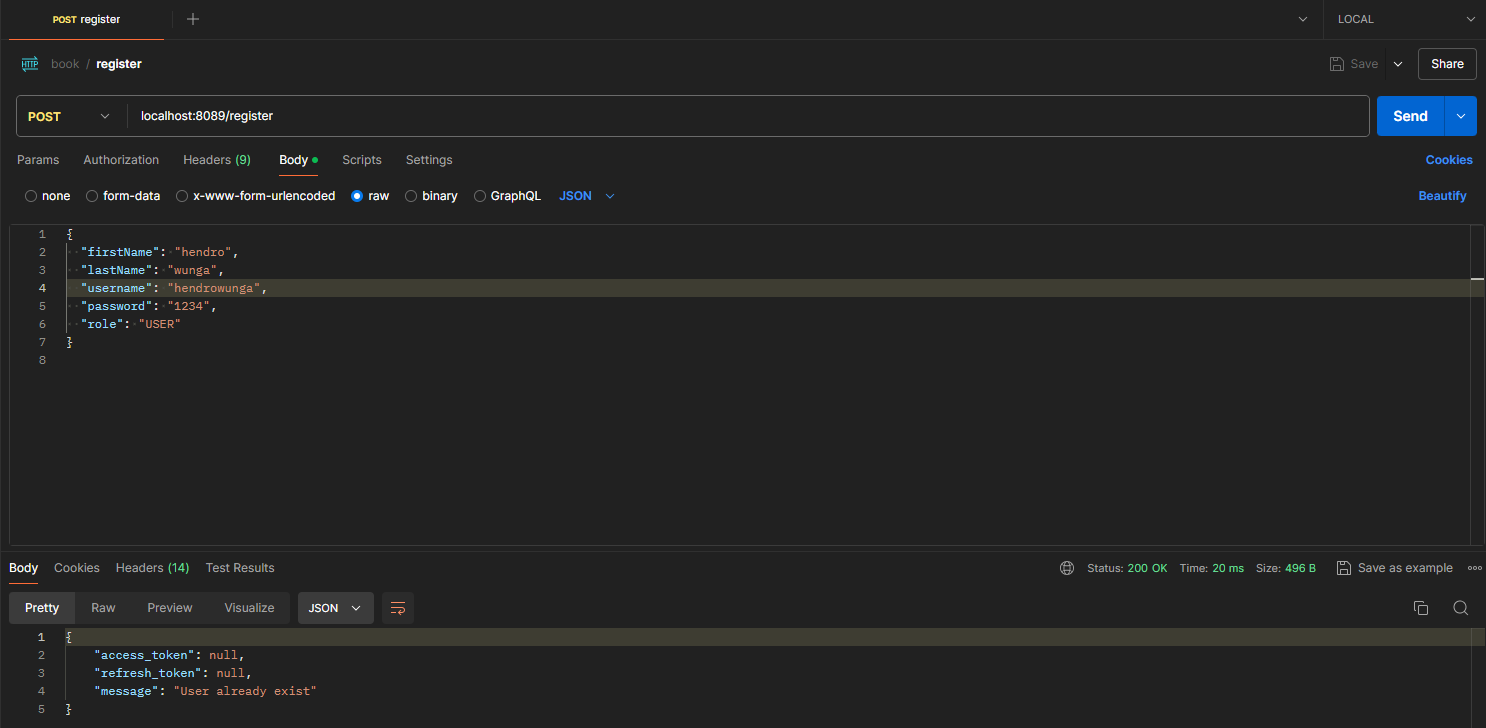 POST register
LOCAL
HTTP book / register Save Share
POST localhost:8089/register Send
Params Authorization Headers (9) Body Scripts Settings Cookies
none form-data x-www-form-urlencoded raw binary GraphQL JSON Beautify
1 {
2 "firstName": "hendro",
3 "lastName": "wunga",
4 "username": "hendrowunga",
5 "password": "1234",
6 "role": "USER"
7 }
8
Body Cookies Headers (14) Test Results Status: 200 OK Time: 20 ms Size: 496 B Save as example
Pretty Raw Preview Visualize JSON
1 {
2 "access_token": null,
3 "refresh_token": null,
4 "message": "User already exist"
5 }